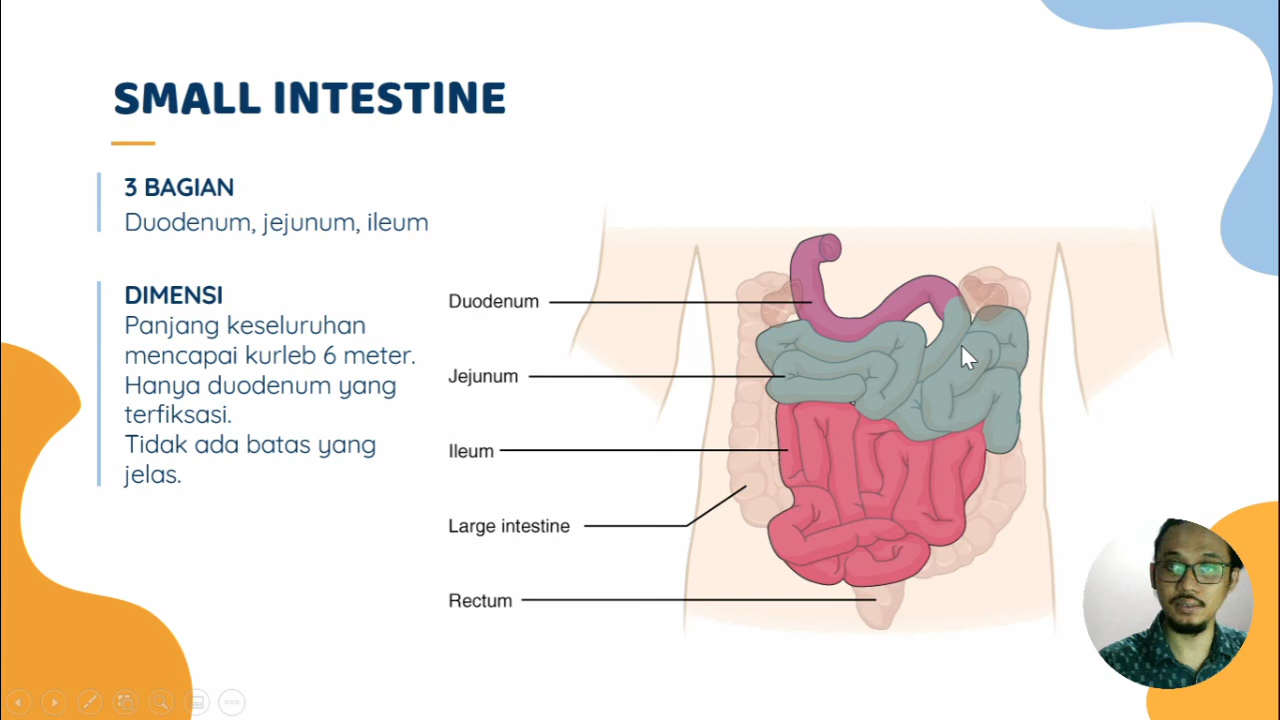 SMALL INTESTINE
3 BAGIAN
Duodenum, jejunum, ileum
DIMENSI
Panjang keseluruhan
mencapai kurleb 6 meter.
Hanya duodenum yang
terfiksasi.
Tidak ada batas yang
jelas.
Duodenum
Jejunum
Ileum
Large intestine
Rectum